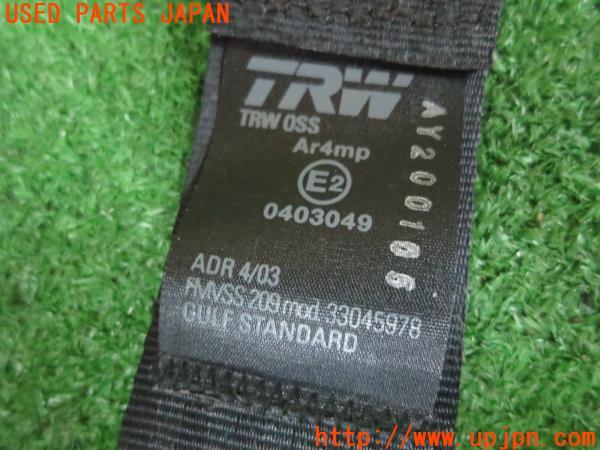 USED PARTS JAPAN
TRW
TRW OSS
Ar4mp
E2
0403049
ADR 4/03
FMVSS 209 mod. 33045978
GULF STANDARD
AY200106
http://www.upjpn.com